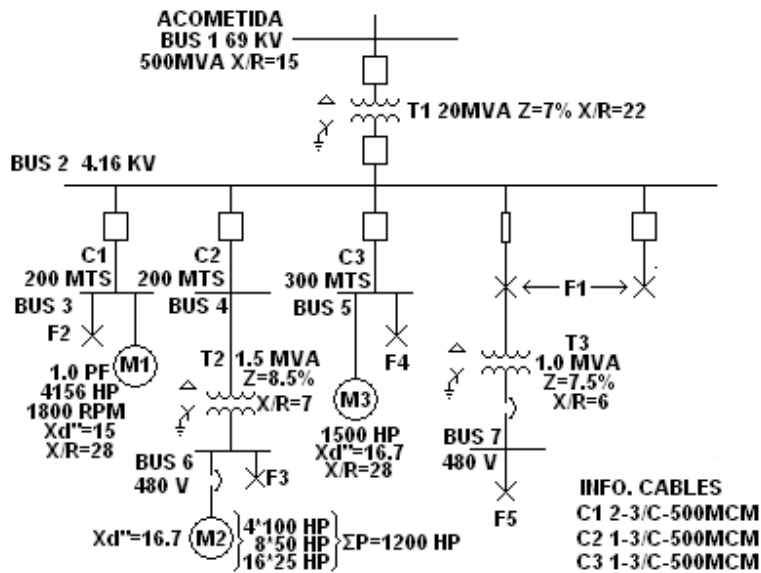 ACOMETIDA
BUS 1 69 KV
500MVA X/R=15
T1 20MVA Z=7% X/R=22
BUS 2 4.16 KV
C1
200 MTS
BUS 3
F2
M1
1.0 PF
4156 HP
1800 RPM
Xd"=15
X/R=28
C2
200 MTS
BUS 4
T2 1.5 MVA
Z=8.5%
X/R=7
BUS 6
480 V
F3
Xd"=16.7
M2
4*100 HP
8*50 HP
16*25 HP
ΣP=1200 HP
C3
300 MTS
BUS 5
F4
M3
1500 HP
Xd"=16.7
X/R=28
F1
T3
1.0 MVA
Z=7.5%
X/R=6
BUS 7
480 V
F5
INFO. CABLES
C1 2-3/C-500MCM
C2 1-3/C-500MCM
C3 1-3/C-500MCM